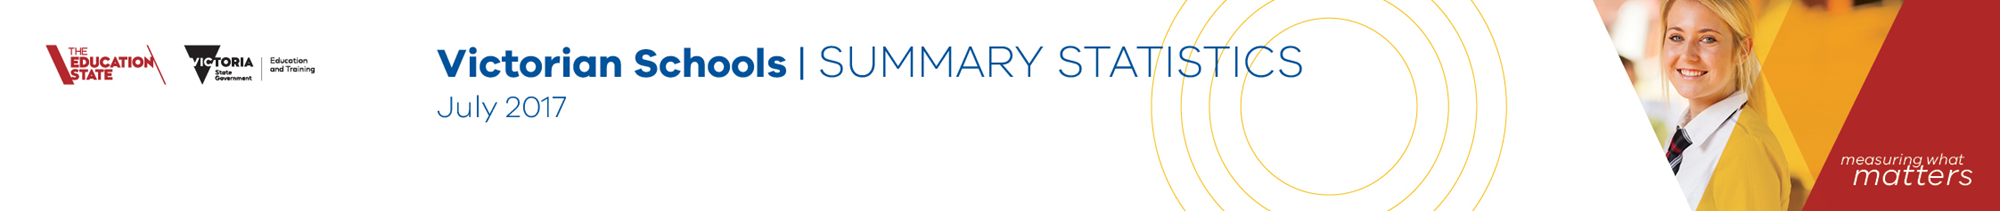 THE
EDUCATION
STATE
VICTORIA
State
Government
Education
and Training
Victorian Schools | SUMMARY STATISTICS
July 2017
measuring what
matters